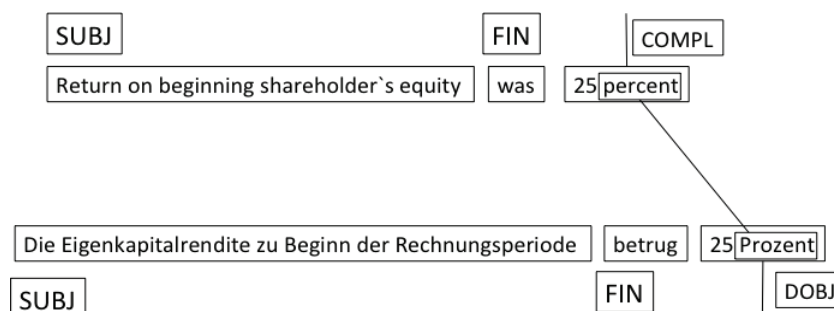 SUBJ FIN COMPL
Return on beginning shareholder`s equity was 25 percent
Die Eigenkapitalrendite zu Beginn der Rechnungsperiode betrug 25 Prozent
SUBJ FIN DOBJ